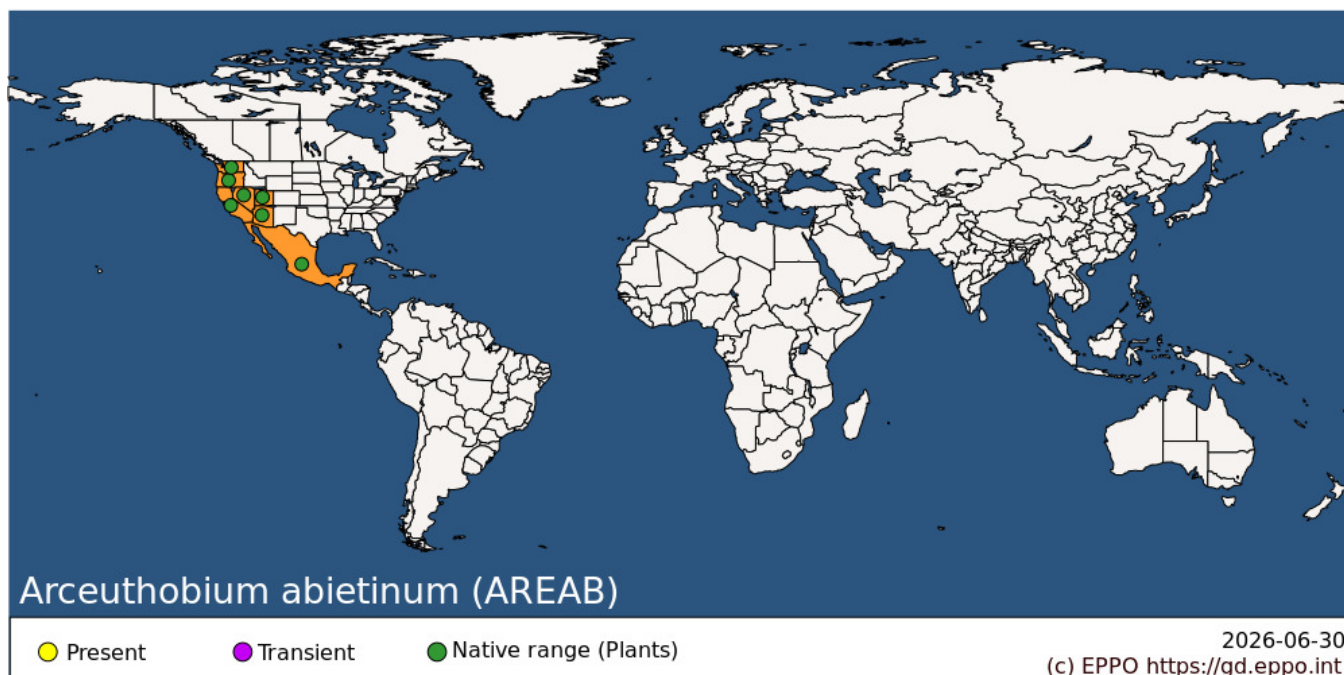 Arceuthobium abietinum (AREAB)
Present
Transient
Native range (Plants)
2026-06-30
(c) EPPO https://gd.eppo.int